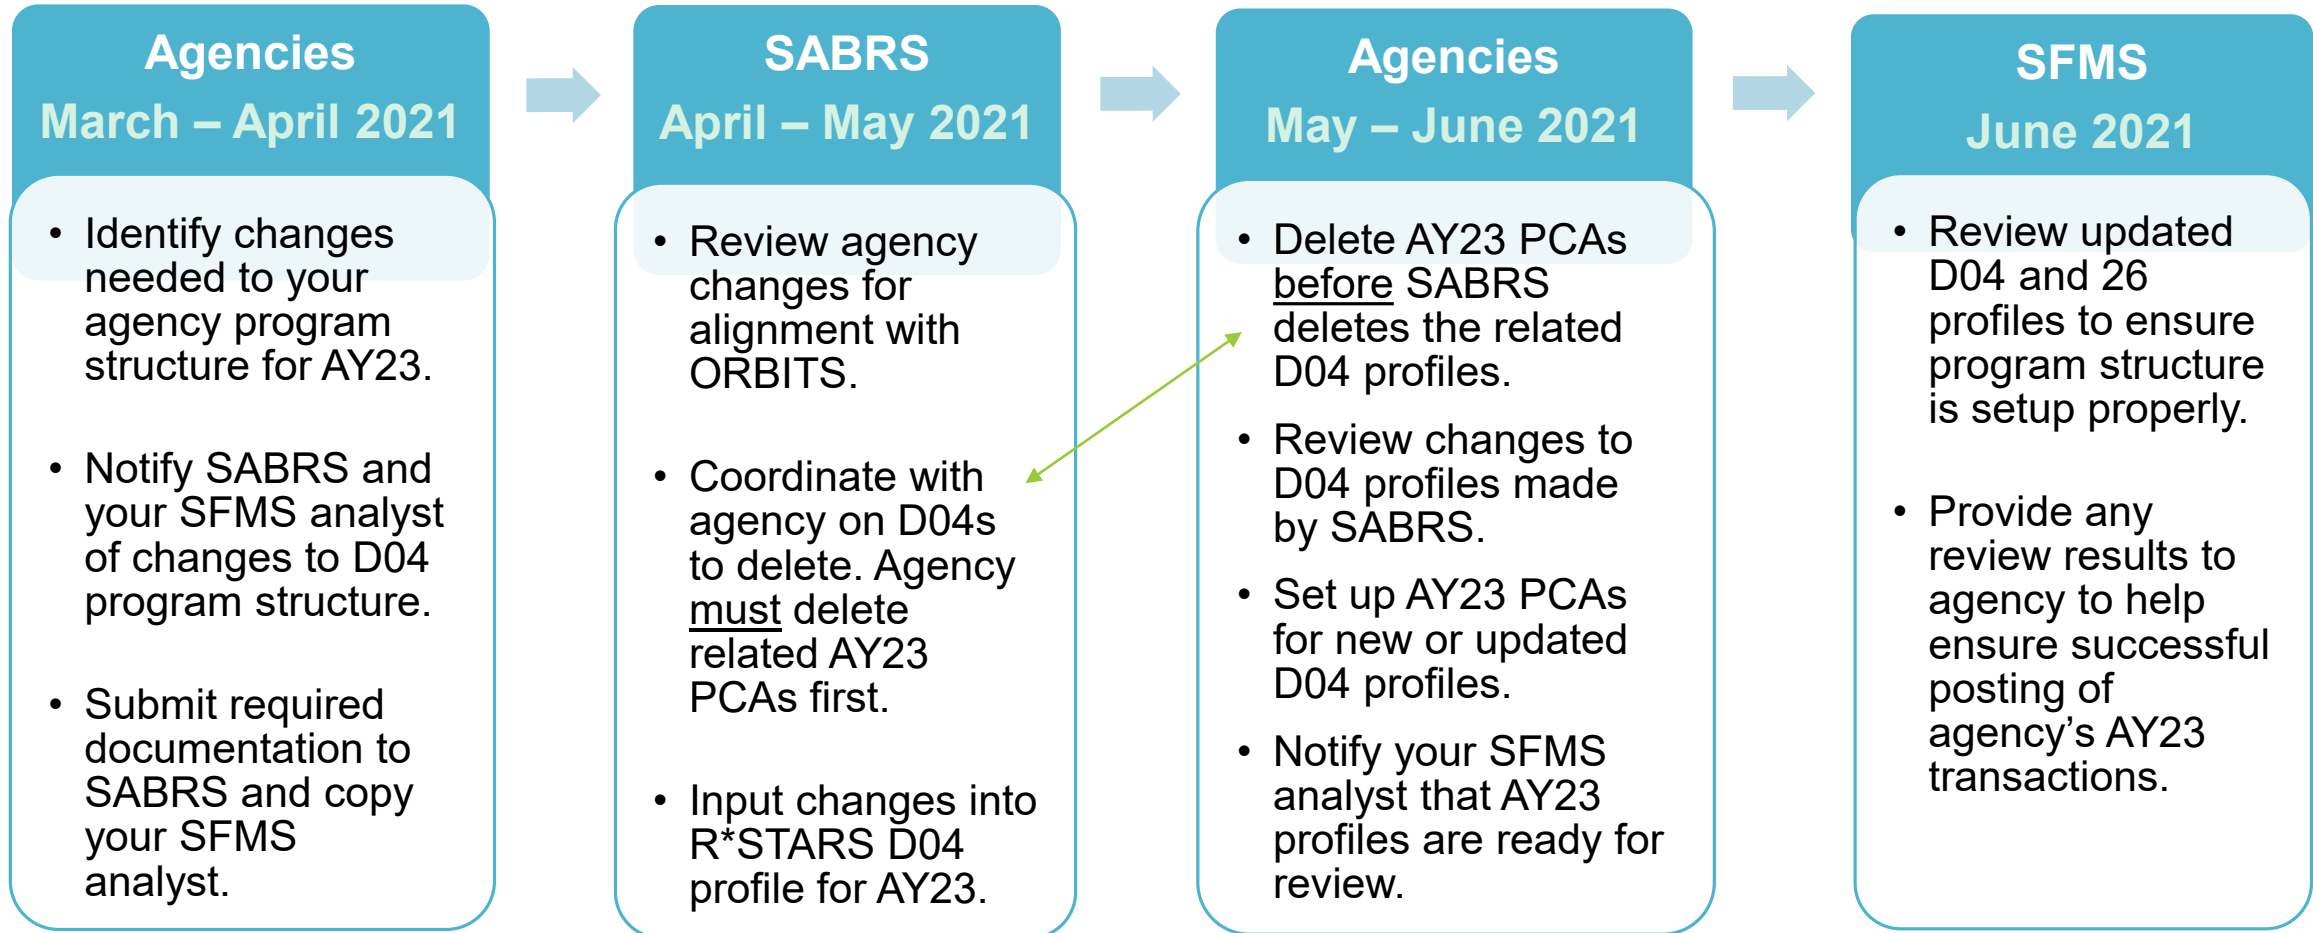 Agencies
March – April 2021
• Identify changes
needed to your
agency program
structure for AY23.
• Notify SABRS and
your SFMS analyst
of changes to D04
program structure.
• Submit required
documentation to
SABRS and copy
your SFMS
analyst.
SABRS
April – May 2021
• Review agency
changes for
alignment with
ORBITS.
• Coordinate with
agency on D04s
to delete. Agency
must delete
related AY23
PCAs first.
• Input changes into
R*STARS D04
profile for AY23.
Agencies
May – June 2021
• Delete AY23 PCAs
before SABRS
deletes the related
D04 profiles.
• Review changes to
D04 profiles made
by SABRS.
• Set up AY23 PCAs
for new or updated
D04 profiles.
• Notify your SFMS
analyst that AY23
profiles are ready for
review.
SFMS
June 2021
• Review updated
D04 and 26
profiles to ensure
program structure
is setup properly.
• Provide any
review results to
agency to help
ensure successful
posting of
agency’s AY23
transactions.